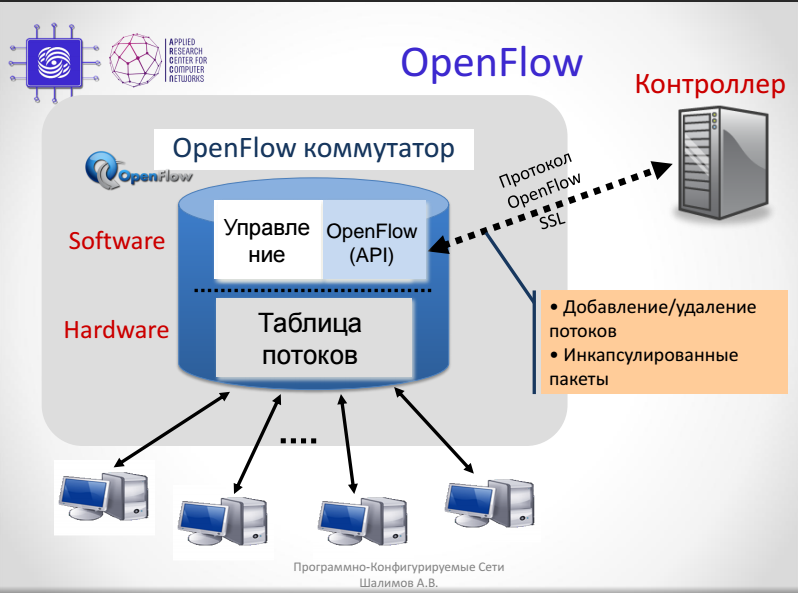 APPLIED
RESEARCH
CENTER FOR
COMPUTER
NETWORKS
OpenFlow
Контроллер
OpenFlow коммутатор
OpenFlow
Протокол
OpenFlow
SSL
Software
Управле
ние
OpenFlow
(API)
Hardware
Таблица
потоков
• Добавление/удаление
потоков
• Инкапсулированные
пакеты
Программно-Конфигурируемые Сети
Шалимов А.В.